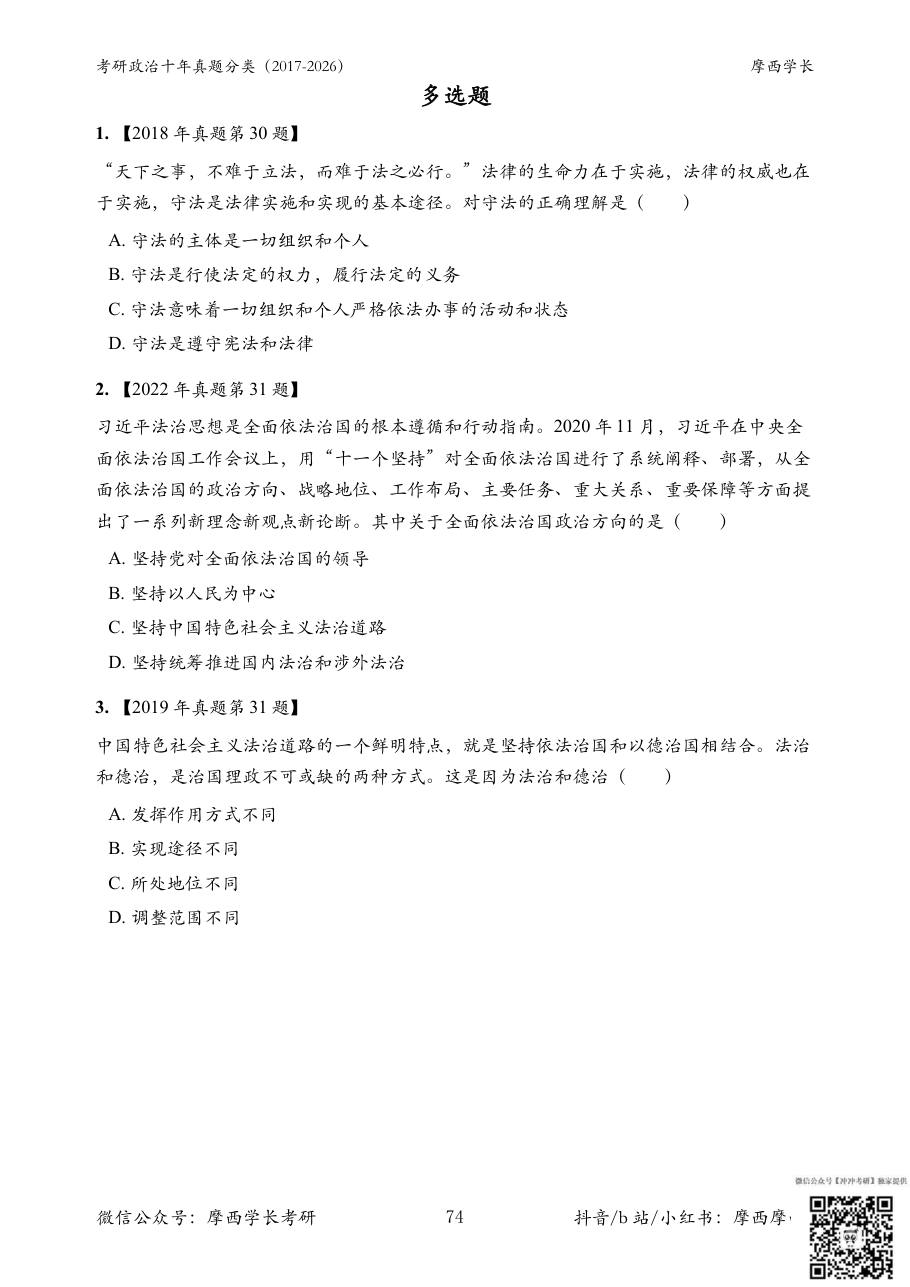 考研政治十年真题分类（2017-2026）
摩西学长
多选题
1. 【2018 年真题第 30 题】
“天下之事，不难于立法，而难于法之必行。”法律的生命力在于实施，法律的权威也在
于实施，守法是法律实施和实现的基本途径。对守法的正确理解是（　　）
A. 守法的主体是一切组织和个人
B. 守法是行使法定的权力，履行法定的义务
C. 守法意味着一切组织和个人严格依法办事的活动和状态
D. 守法是遵守宪法和法律
2. 【2022 年真题第 31 题】
习近平法治思想是全面依法治国的根本遵循和行动指南。2020 年 11 月，习近平在中央全
面依法治国工作会议上，用“十一个坚持”对全面依法治国进行了系统阐释、部署，从全
面依法治国的政治方向、战略地位、工作布局、主要任务、重大关系、重要保障等方面提
出了一系列新理念新观点新论断。其中关于全面依法治国政治方向的是（　　）
A. 坚持党对全面依法治国的领导
B. 坚持以人民为中心
C. 坚持中国特色社会主义法治道路
D. 坚持统筹推进国内法治和涉外法治
3. 【2019 年真题第 31 题】
中国特色社会主义法治道路的一个鲜明特点，就是坚持依法治国和以德治国相结合。法治
和德治，是治国理政不可或缺的两种方式。这是因为法治和德治（　　）
A. 发挥作用方式不同
B. 实现途径不同
C. 所处地位不同
D. 调整范围不同
微信公众号【冲冲考研】独家提供
微信公众号：摩西学长考研
74
抖音/b 站/小红书：摩西摩